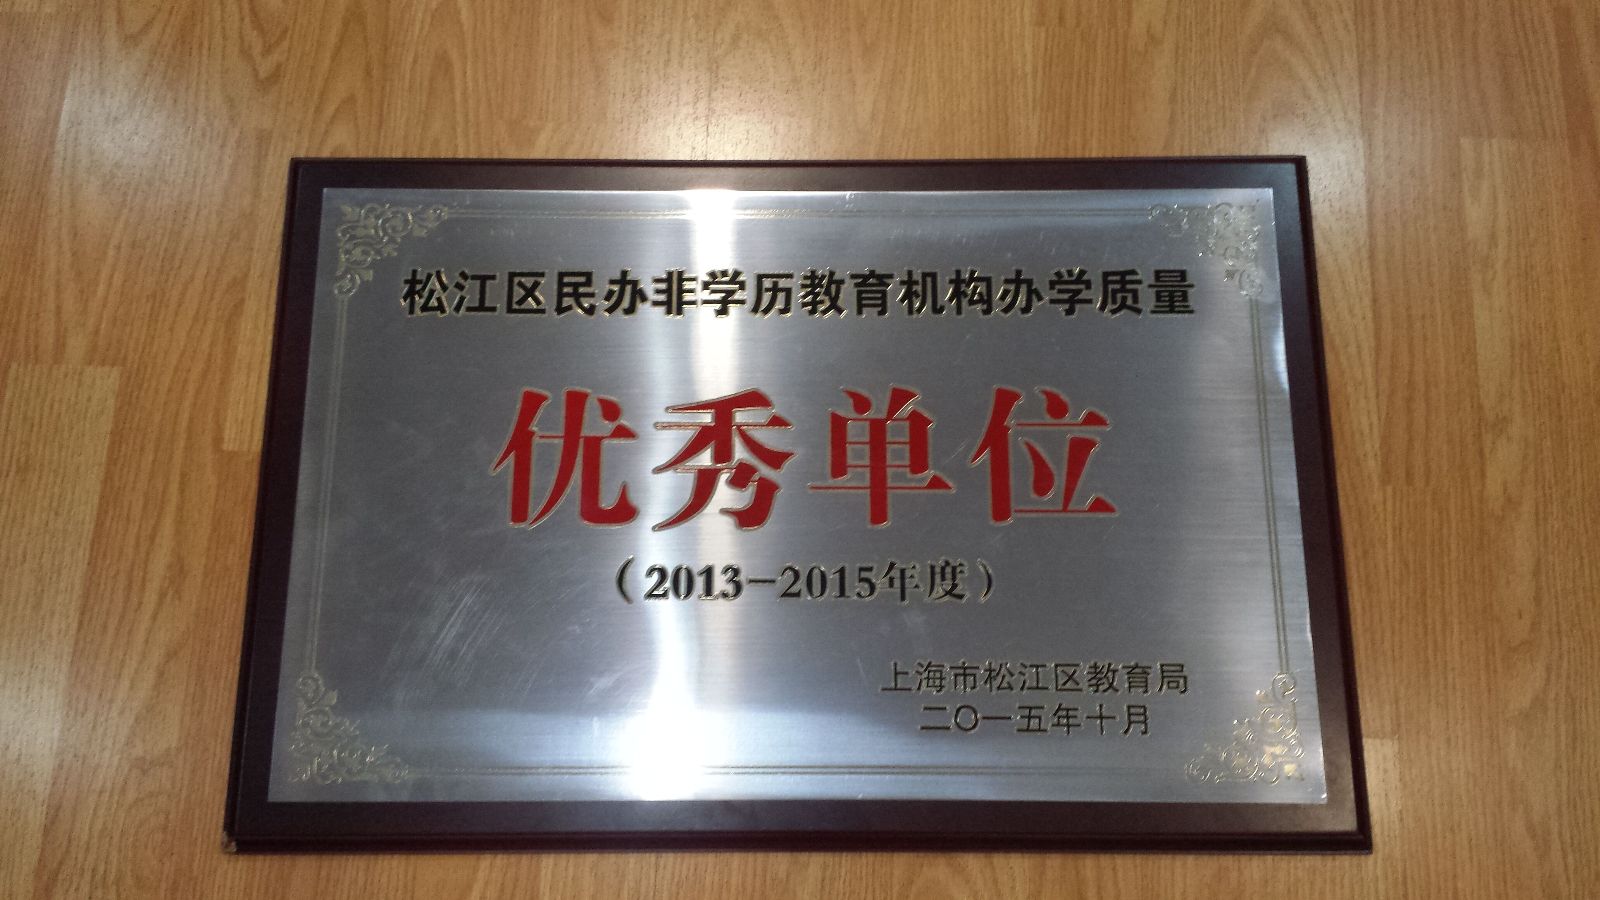 松江区民办非学历教育机构办学质量
优秀单位
（2013-2015年度）
上海市松江区教育局
二〇一五年十月